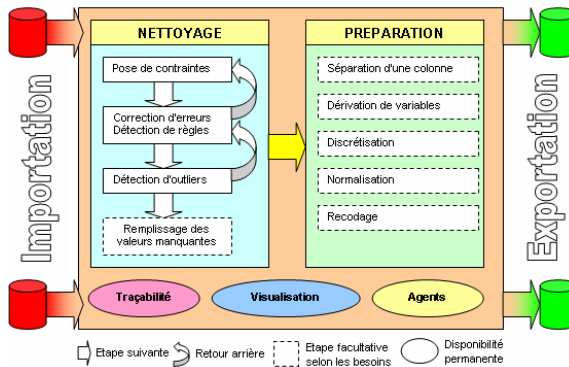 NETTOYAGE
PREPARATION
Importation
Pose de contraintes
Correction d'erreurs
Détection de règles
Détection d'outliers
Remplissage des
valeurs manquantes
Séparation d'une colonne
Dérivation de variables
Discrétisation
Normalisation
Recodage
Exportation
Traçabilité
Visualisation
Agents
Etape suivante
Retour arrière
Etape facultative
selon les besoins
Disponibilité
permanente